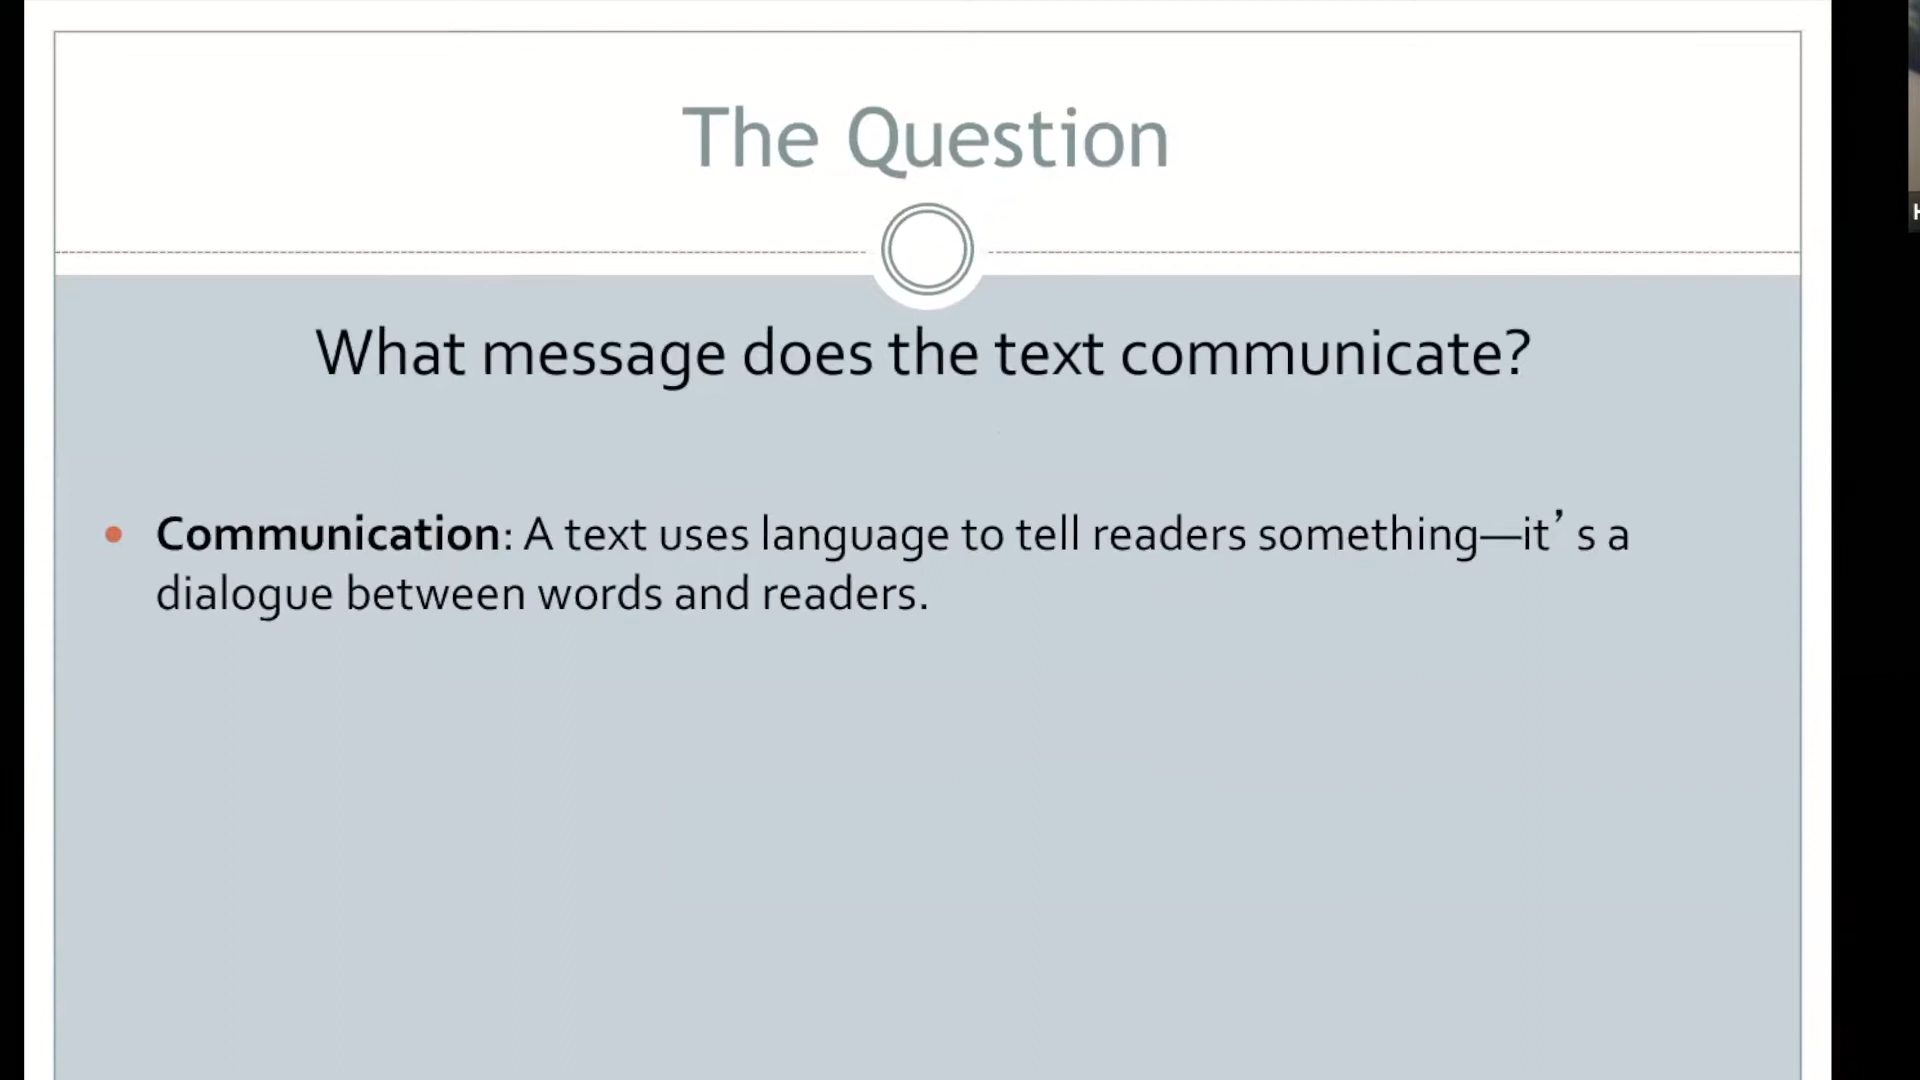 The Question
What message does the text communicate?
• Communication: A text uses language to tell readers something—it’s a
dialogue between words and readers.
H